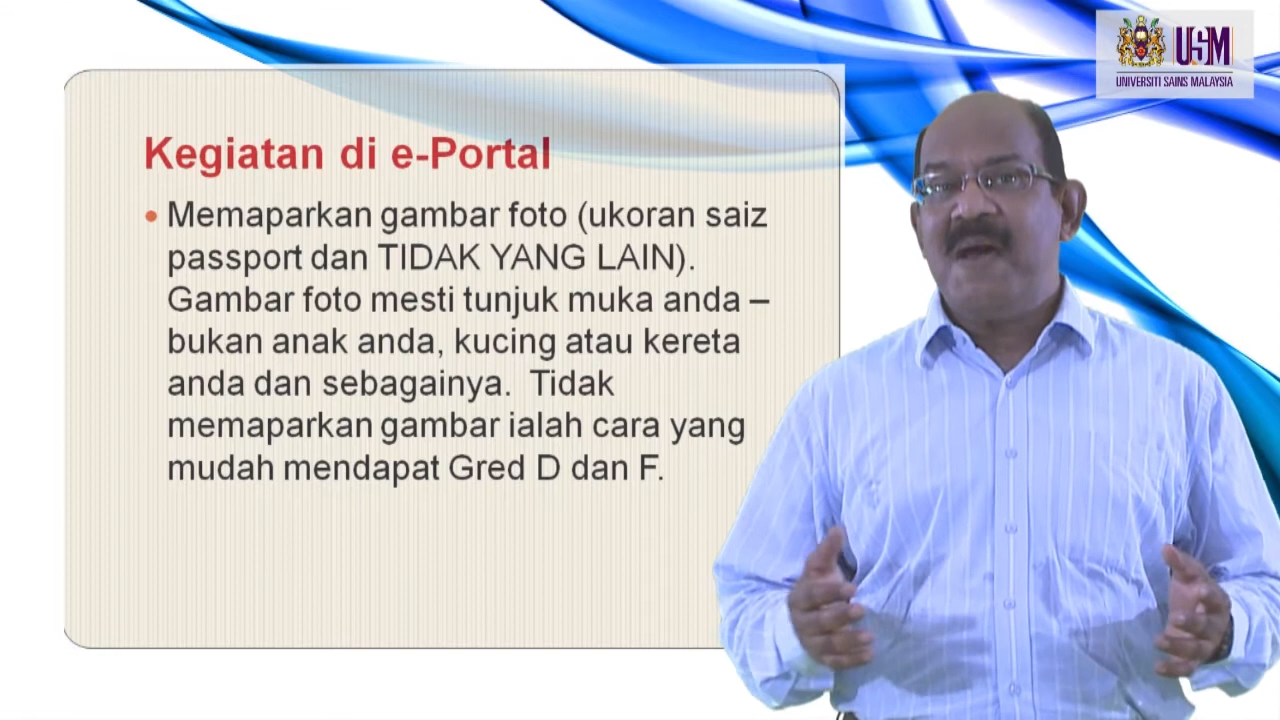 USM
UNIVERSITI SAINS MALAYSIA
Kegiatan di e-Portal
• Memaparkan gambar foto (ukoran saiz
passport dan TIDAK YANG LAIN).
Gambar foto mesti tunjuk muka anda –
bukan anak anda, kucing atau kereta
anda dan sebagainya. Tidak
memaparkan gambar ialah cara yang
mudah mendapat Gred D dan F.